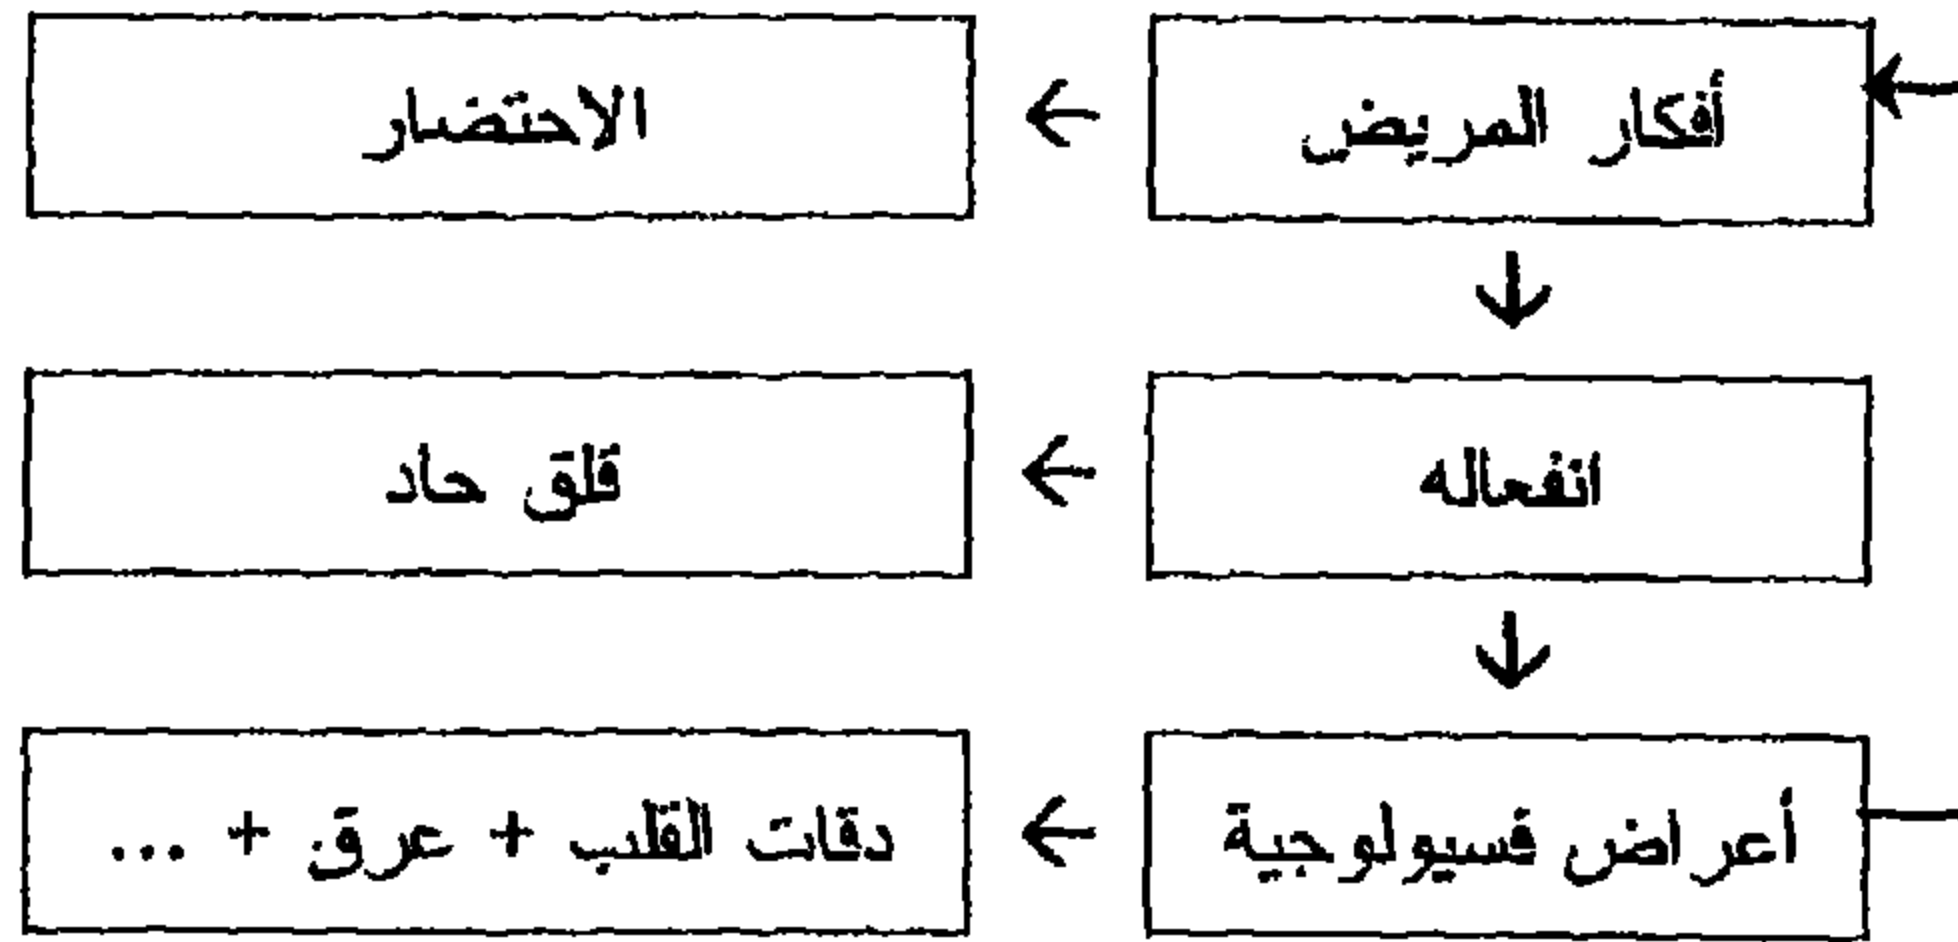 أفكار المريض ← الاحتضار
↓
انفعاله ← قلق حاد
↓
أعراض فسيولوجية ← دقات القلب + عرق + ...